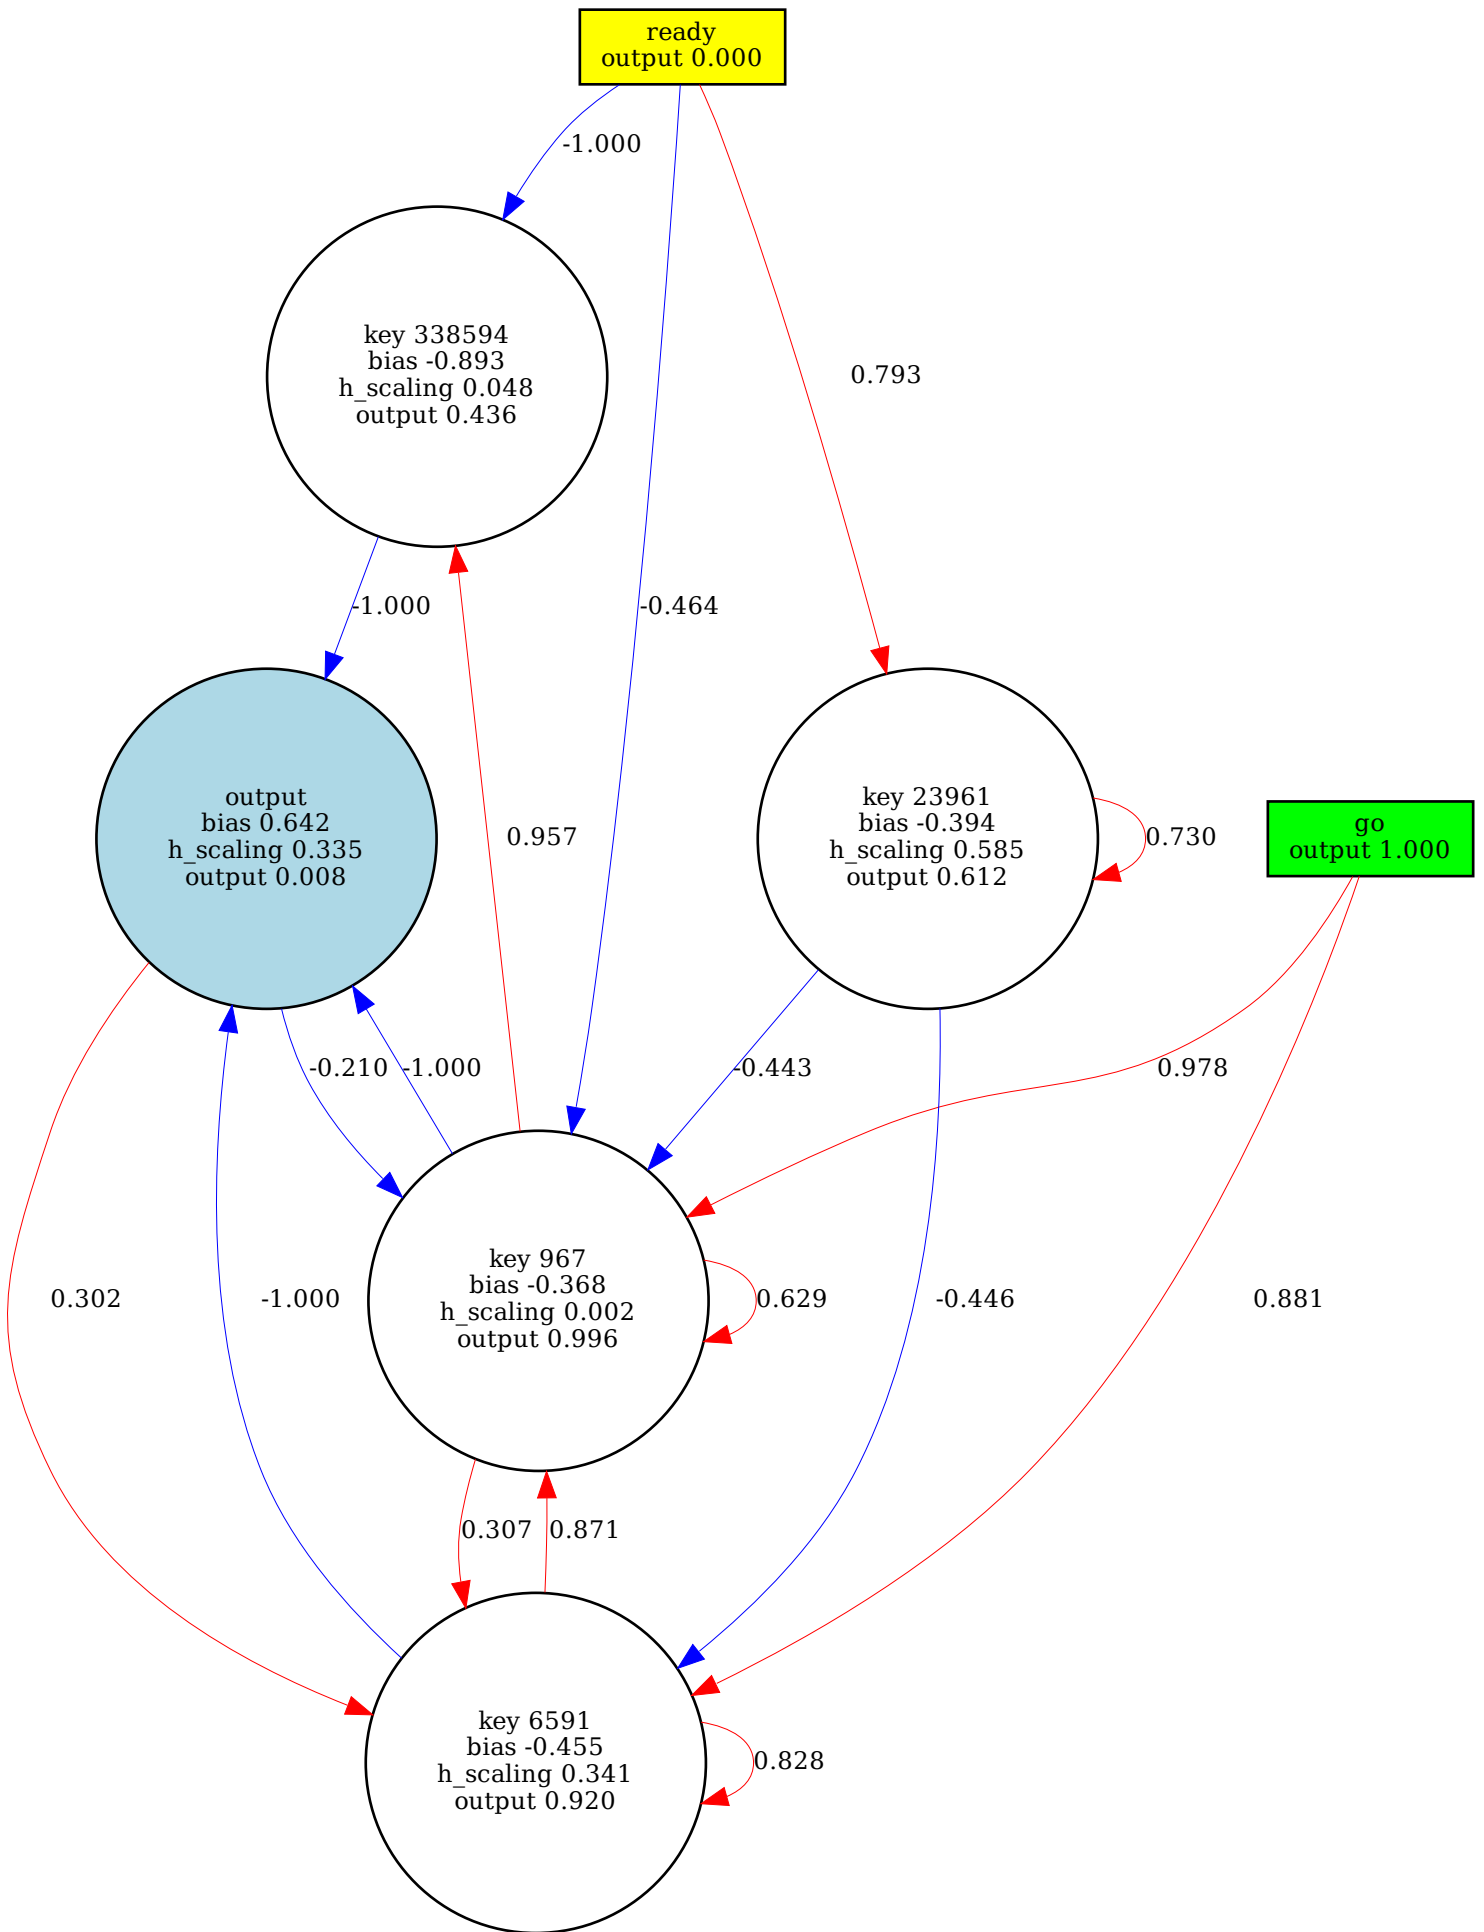 ready
output 0.000
-1.000
key 338594
bias -0.893
h_scaling 0.048
output 0.436
0.793
-1.000
-0.464
output
bias 0.642
h_scaling 0.335
output 0.008
0.957
key 23961
bias -0.394
h_scaling 0.585
output 0.612
0.730
go
output 1.000
-0.210
-1.000
-0.443
0.978
0.302
-1.000
key 967
bias -0.368
h_scaling 0.002
output 0.996
0.629
-0.446
0.881
0.307
0.871
key 6591
bias -0.455
h_scaling 0.341
output 0.920
0.828